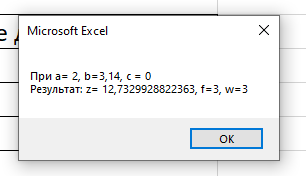 е д
Microsoft Excel
При a= 2, b=3,14, c = 0
Результат: z= 12,7329928822363, f=3, w=3
OK